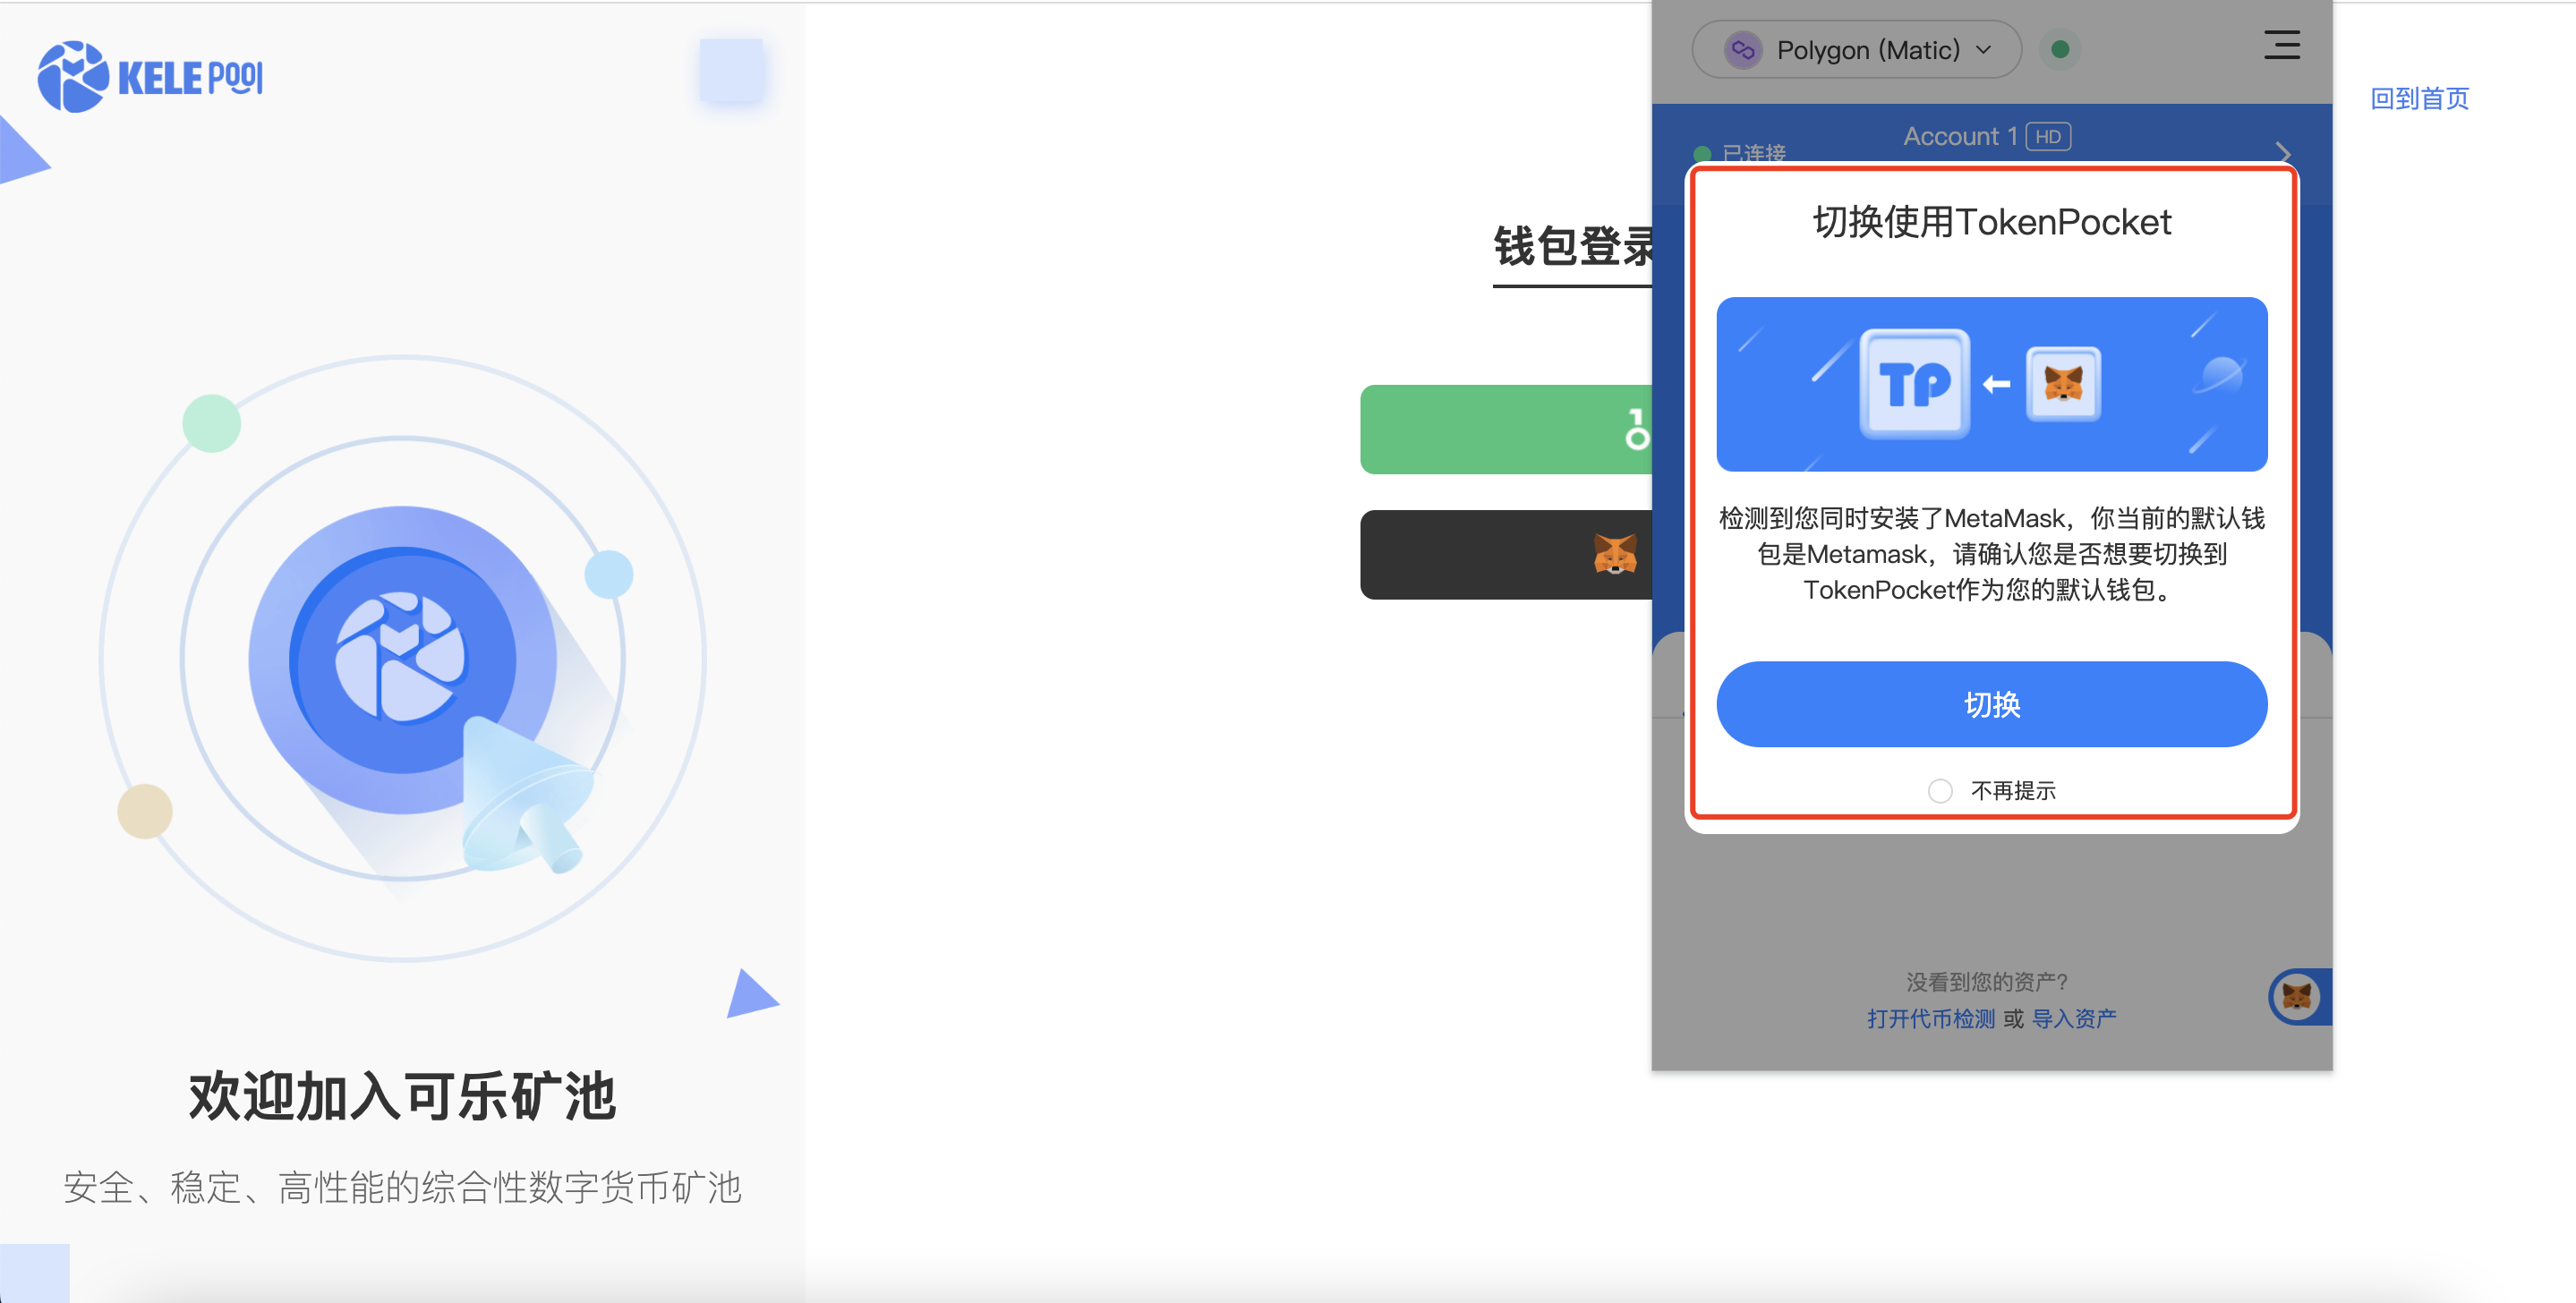 KELE POOL
欢迎加入可乐矿池
安全、稳定、高性能的综合性数字货币矿池
钱包登录
Polygon (Matic)
Account 1 HD
已连接
切换使用TokenPocket
TP
检测到您同时安装了MetaMask，你当前的默认钱
包是Metamask，请确认您是否想要切换到
TokenPocket作为您的默认钱包。
切换
不再提示
没看到您的资产?
打开代币检测 或 导入资产
回到首页